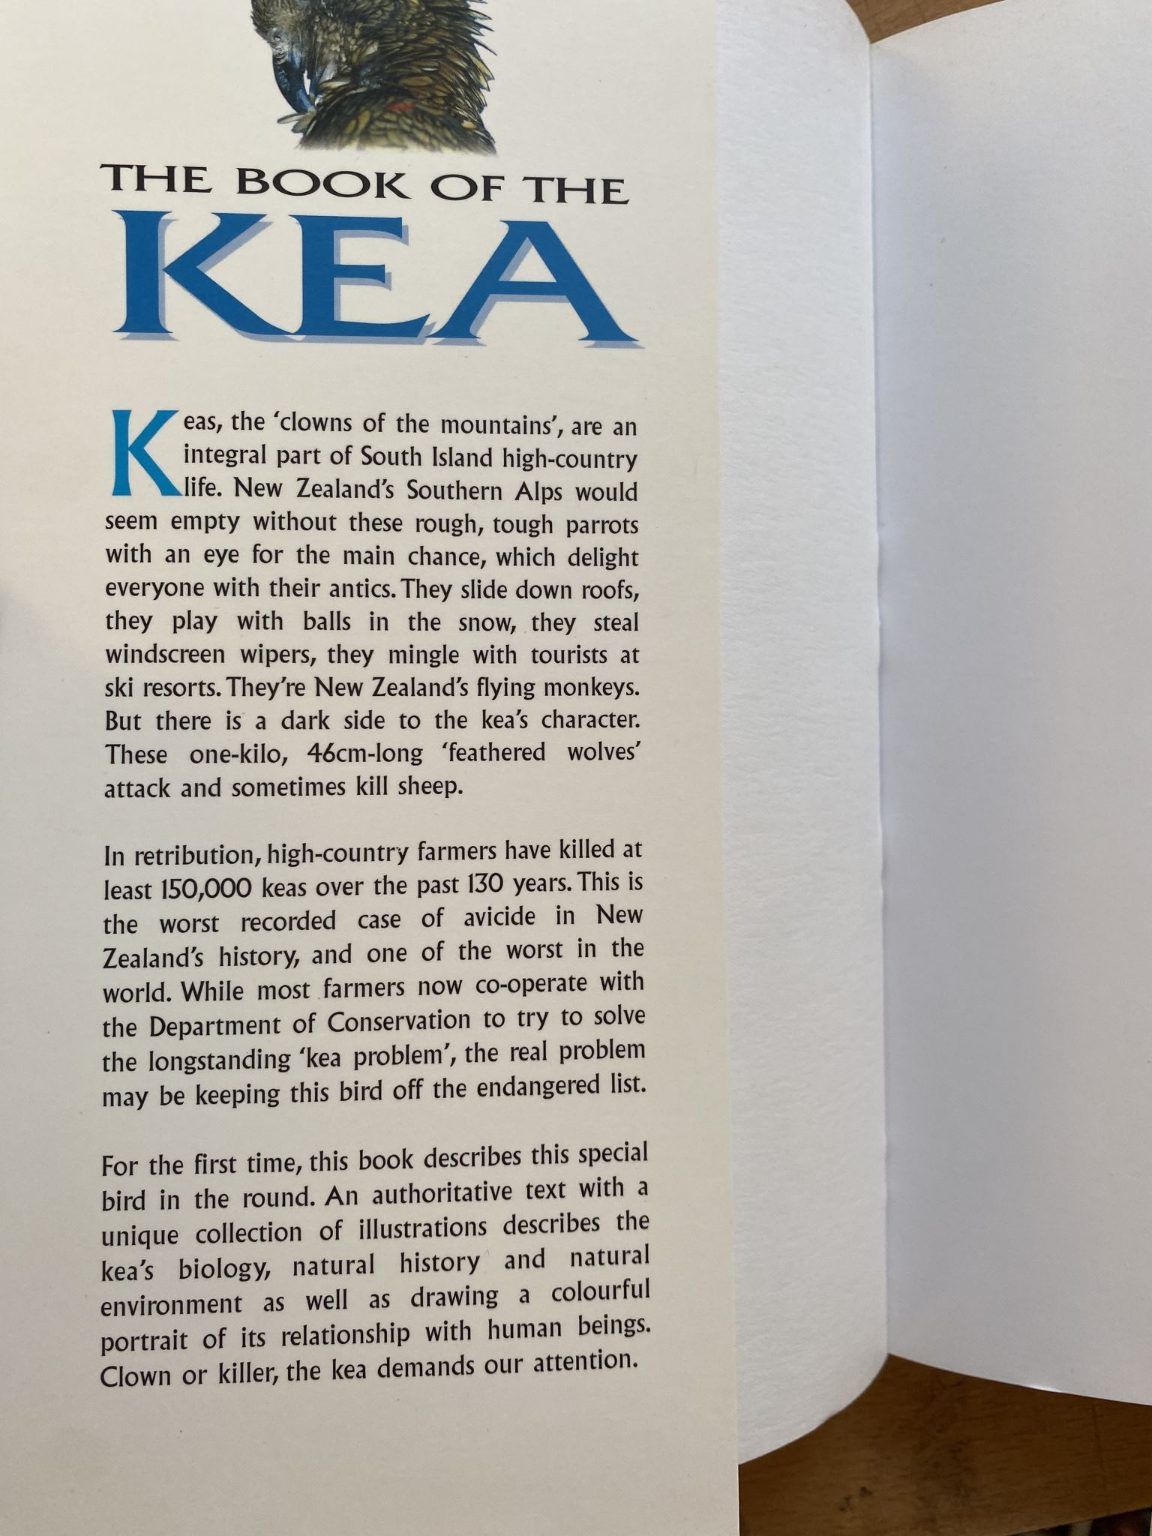 THE BOOK OF THE
KEA
Keas, the ‘clowns of the mountains’, are an
integral part of South Island high-country
life. New Zealand’s Southern Alps would
seem empty without these rough, tough parrots
with an eye for the main chance, which delight
everyone with their antics. They slide down roofs,
they play with balls in the snow, they steal
windscreen wipers, they mingle with tourists at
ski resorts. They’re New Zealand’s flying monkeys.
But there is a dark side to the kea’s character.
These one-kilo, 46cm-long ‘feathered wolves’
attack and sometimes kill sheep.
In retribution, high-country farmers have killed at
least 150,000 keas over the past 130 years. This is
the worst recorded case of avicide in New
Zealand’s history, and one of the worst in the
world. While most farmers now co-operate with
the Department of Conservation to try to solve
the longstanding ‘kea problem’, the real problem
may be keeping this bird off the endangered list.
For the first time, this book describes this special
bird in the round. An authoritative text with a
unique collection of illustrations describes the
kea’s biology, natural history and natural
environment as well as drawing a colourful
portrait of its relationship with human beings.
Clown or killer, the kea demands our attention.